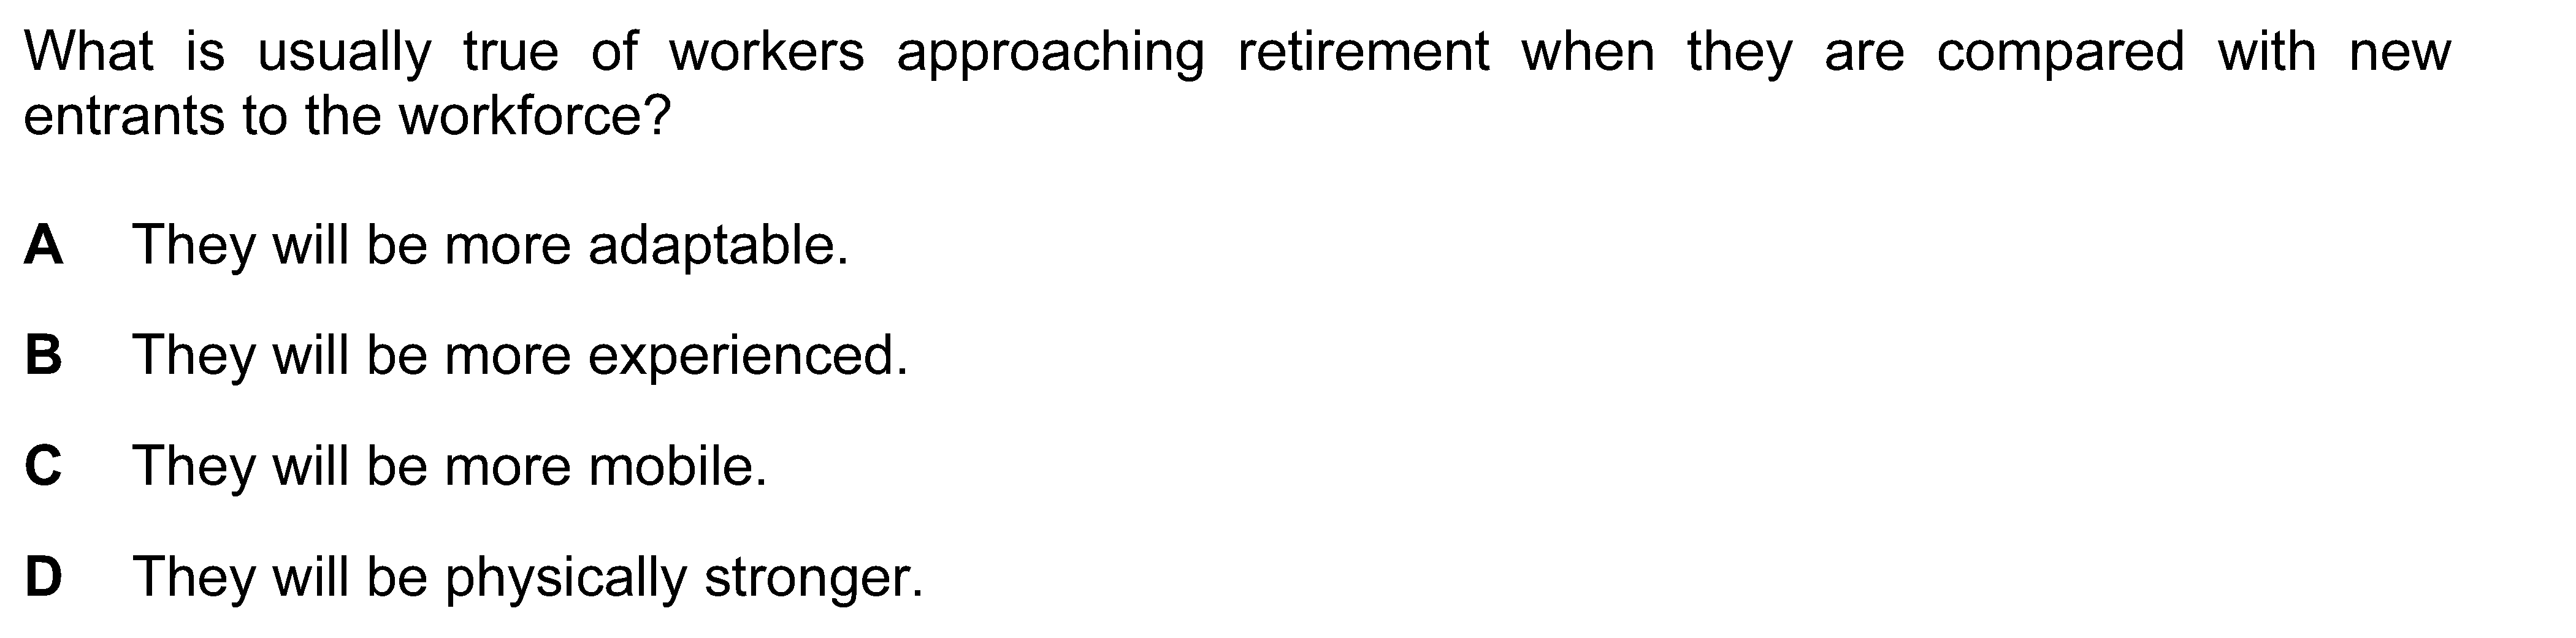 What is usually true of workers approaching retirement when they are compared with new
entrants to the workforce?
A They will be more adaptable.
B They will be more experienced.
C They will be more mobile.
D They will be physically stronger.